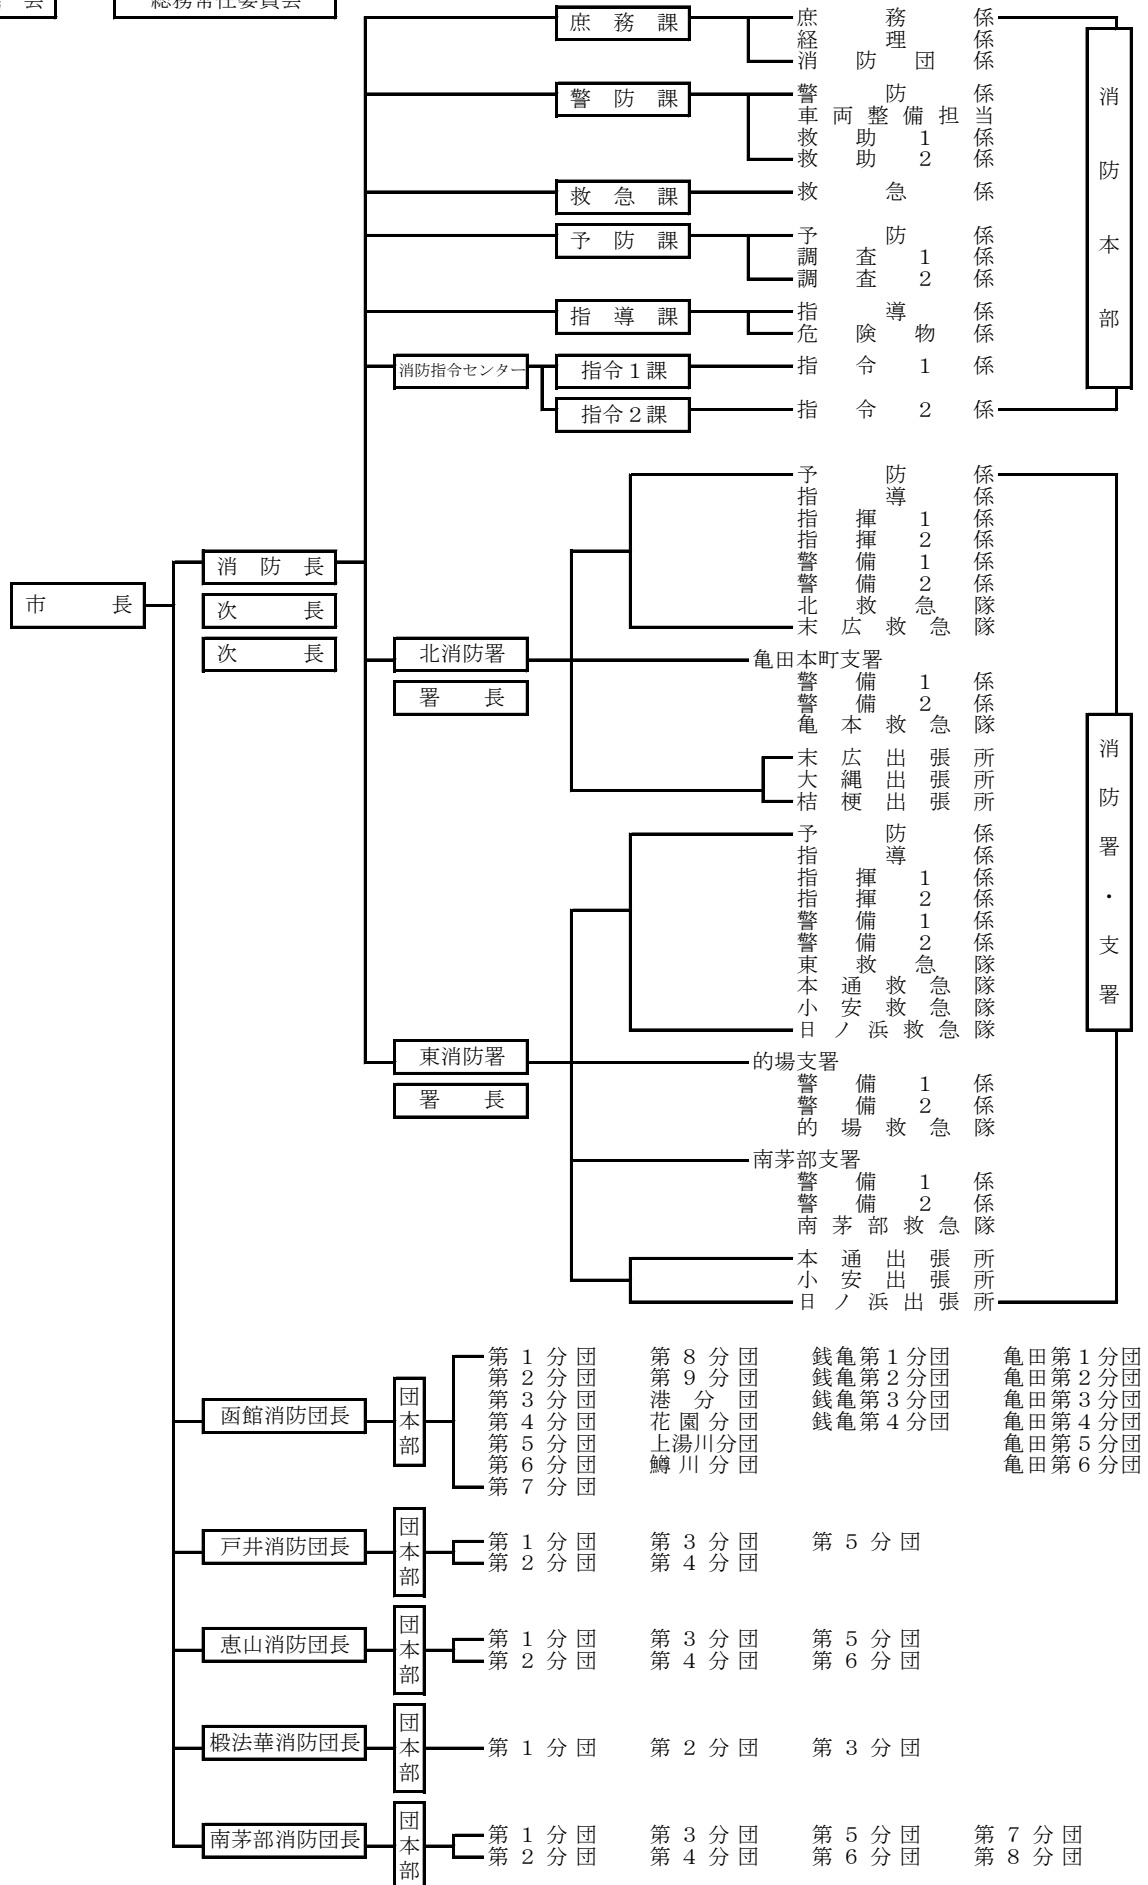 会
総務常任委員会
庶務課
庶務係
経理係
消防団係
警防課
警防係
車両整備担当
救助1係
救助2係
救急課
救急係
予防課
予防係
調査1係
調査2係
指導課
指導係
危険物係
消防指令センター
指令1課
指令1係
指令2課
指令2係
消防本部
市長
消防長
次長
次長
北消防署
署長
予防係
指導係
指揮1係
指揮2係
警備1係
警備2係
北救急隊
末広救急隊
亀田本町支署
警備1係
警備2係
亀本救急隊
末広出張所
大縄出張所
桔梗出張所
東消防署
署長
予防係
指導係
指揮1係
指揮2係
警備1係
警備2係
東救急隊
本通救急隊
小安救急隊
日ノ浜救急隊
的場支署
警備1係
警備2係
的場救急隊
南茅部支署
警備1係
警備2係
南茅部救急隊
本通出張所
小安出張所
日ノ浜出張所
消防署・支署
函館消防団長
団本部
第1分団 第8分団 銭亀第1分団 亀田第1分団
第2分団 第9分団 銭亀第2分団 亀田第2分団
第3分団 港分団 銭亀第3分団 亀田第3分団
第4分団 花園分団 銭亀第4分団 亀田第4分団
第5分団 上湯川分団 亀田第5分団
第6分団 鱒川分団 亀田第6分団
第7分団
戸井消防団長
団本部
第1分団 第3分団 第5分団
第2分団 第4分団
恵山消防団長
団本部
第1分団 第3分団 第5分団
第2分団 第4分団 第6分団
椴法華消防団長
団本部
第1分団 第2分団 第3分団
南茅部消防団長
団本部
第1分団 第3分団 第5分団 第7分団
第2分団 第4分団 第6分団 第8分団